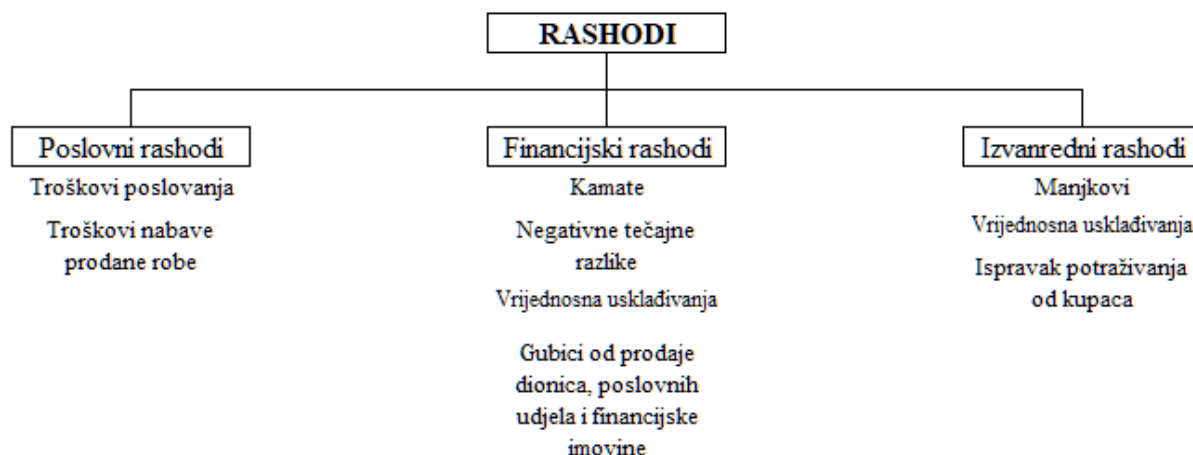 RASHODI
Poslovni rashodi
Troškovi poslovanja
Troškovi nabave
prodane robe
Financijski rashodi
Kamate
Negativne tečajne
razlike
Vrijednosna usklađivanja
Gubici od prodaje
dionica, poslovnih
udjela i financijske
imovine
Izvanredni rashodi
Manjkovi
Vrijednosna usklađivanja
Ispravak potraživanja
od kupaca